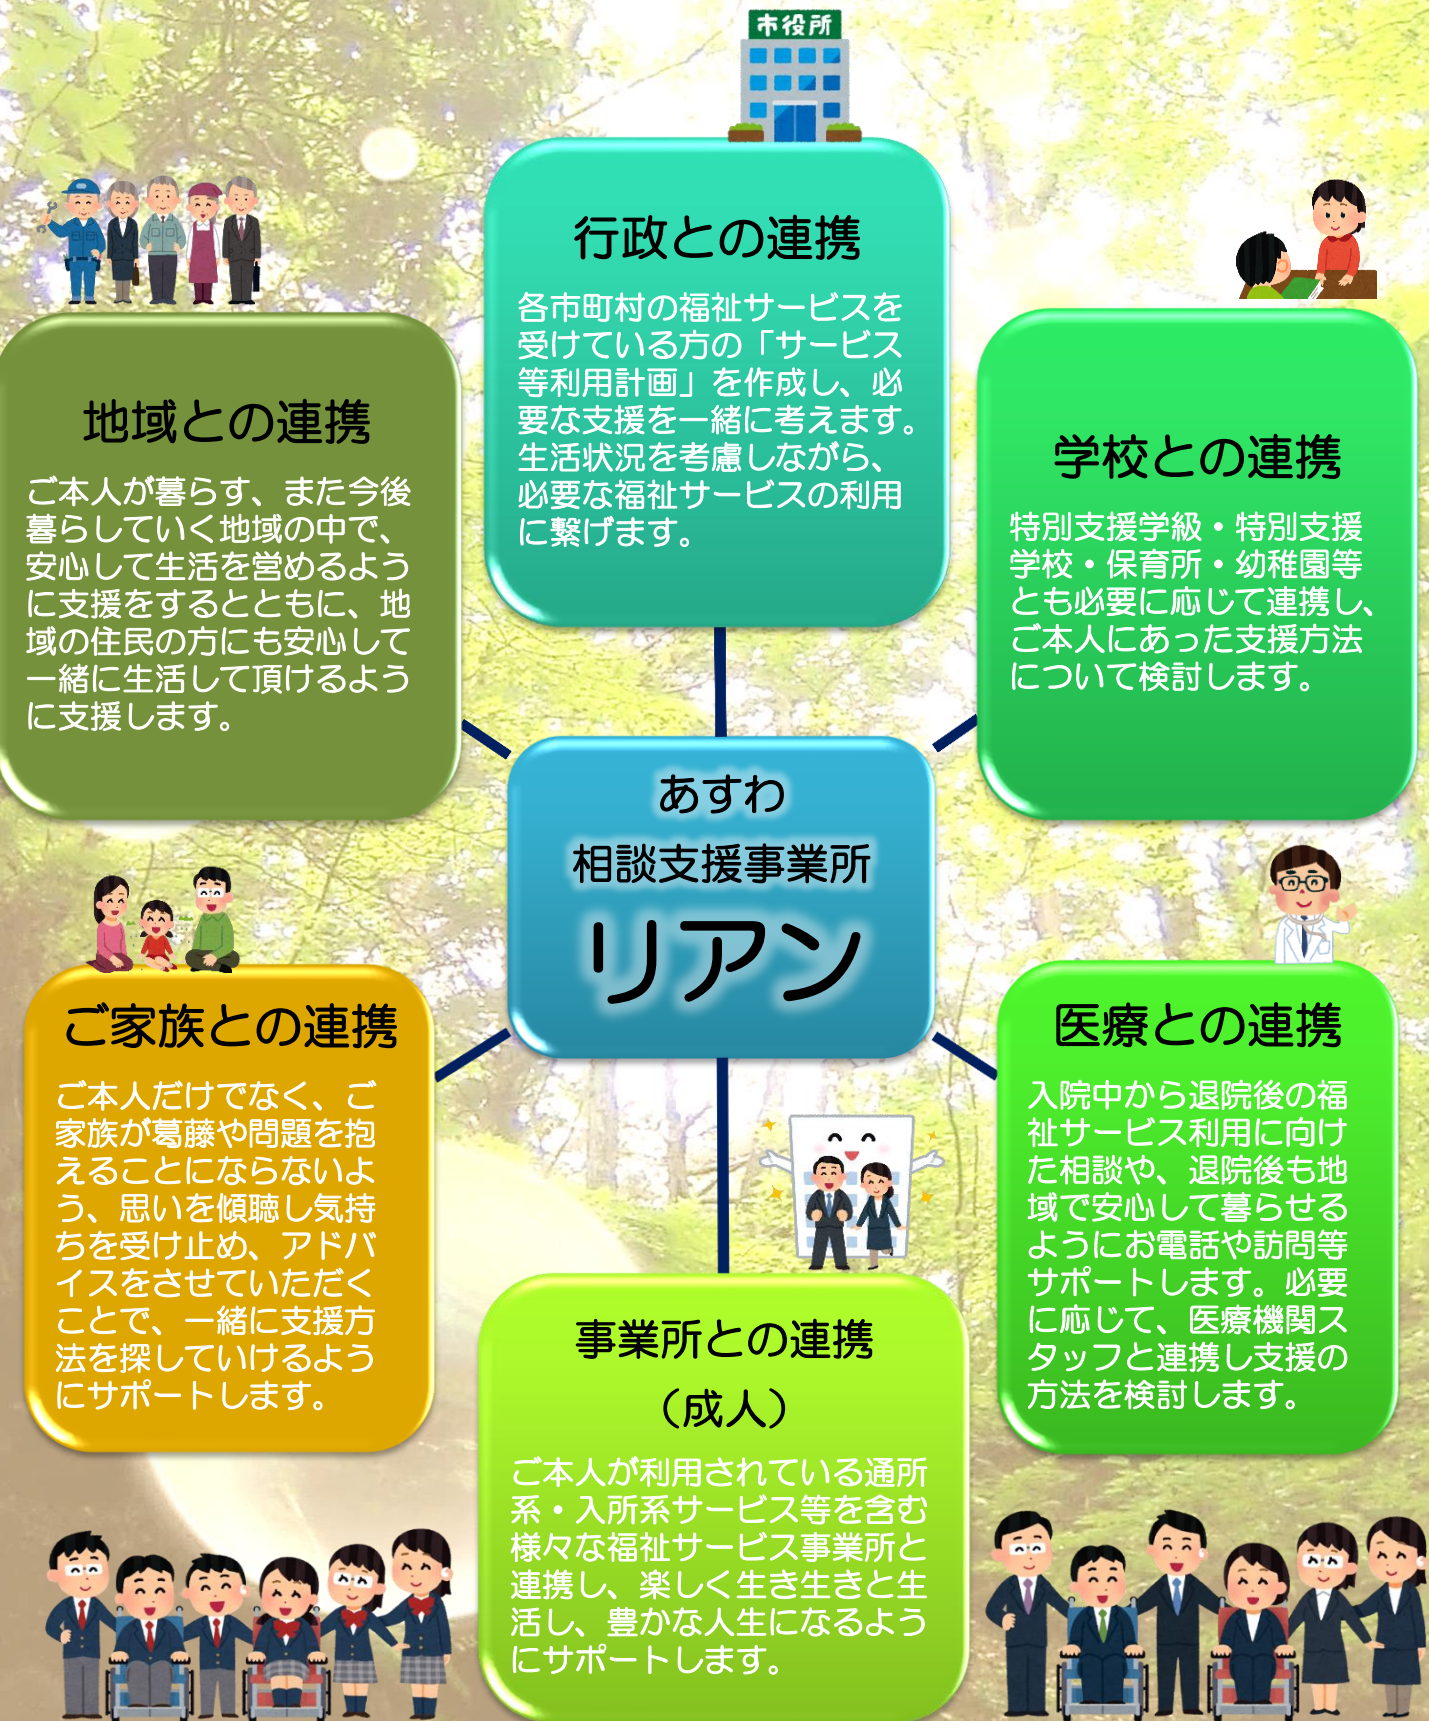 市役所
行政との連携
各市町村の福祉サービスを
受けている方の「サービス
等利用計画」を作成し、必
要な支援を一緒に考えます。
生活状況を考慮しながら、
必要な福祉サービスの利用
に繋げます。
地域との連携
ご本人が暮らす、また今後
暮らしていく地域の中で、
安心して生活を営めるよう
に支援をするとともに、地
域の住民の方にも安心して
一緒に生活して頂けるよう
に支援します。
学校との連携
特別支援学級・特別支援
学校・保育所・幼稚園等
とも必要に応じて連携し、
ご本人にあった支援方法
について検討します。
あすわ
相談支援事業所
リアン
ご家族との連携
ご本人だけでなく、ご
家族が葛藤や問題を抱
えることにならないよ
う、思いを傾聴し気持
ちを受け止め、アドバ
イスをさせていただく
ことで、一緒に支援方
法を探していけるよう
にサポートします。
医療との連携
入院中から退院後の福
祉サービス利用に向け
た相談や、退院後も地
域で安心して暮らせる
ようにお電話や訪問等
サポートします。必要
に応じて、医療機関ス
タッフと連携し支援の
方法を検討します。
事業所との連携
（成人）
ご本人が利用されている通所
系・入所系サービス等を含む
様々な福祉サービス事業所と
連携し、楽しく生き生きと生
活し、豊かな人生になるよう
にサポートします。